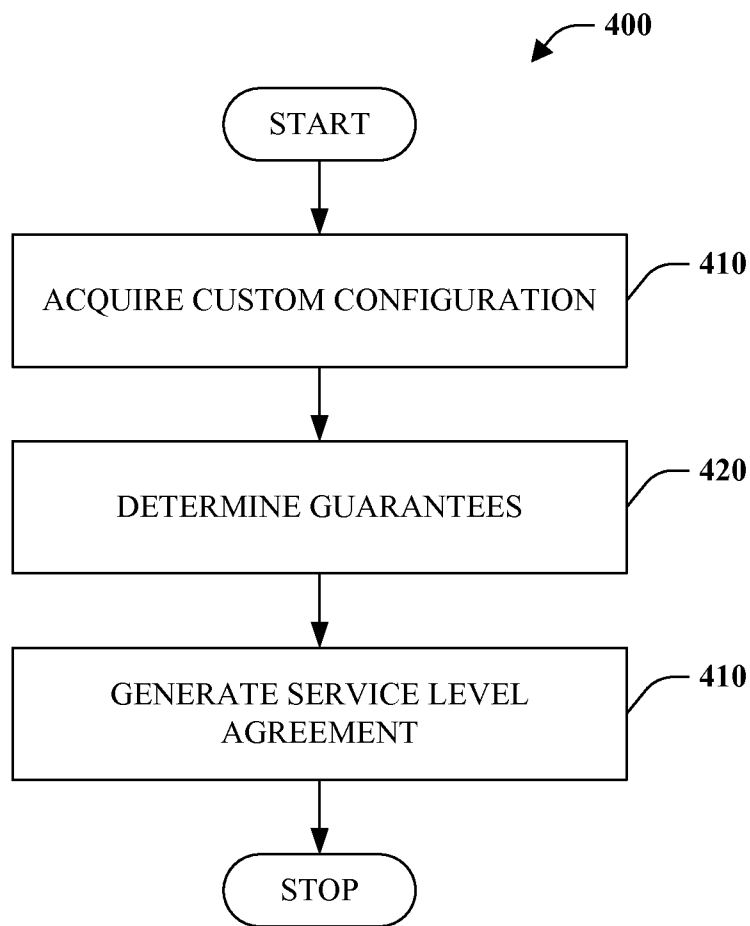 400
START
410
ACQUIRE CUSTOM CONFIGURATION
420
DETERMINE GUARANTEES
410
GENERATE SERVICE LEVEL
AGREEMENT
STOP